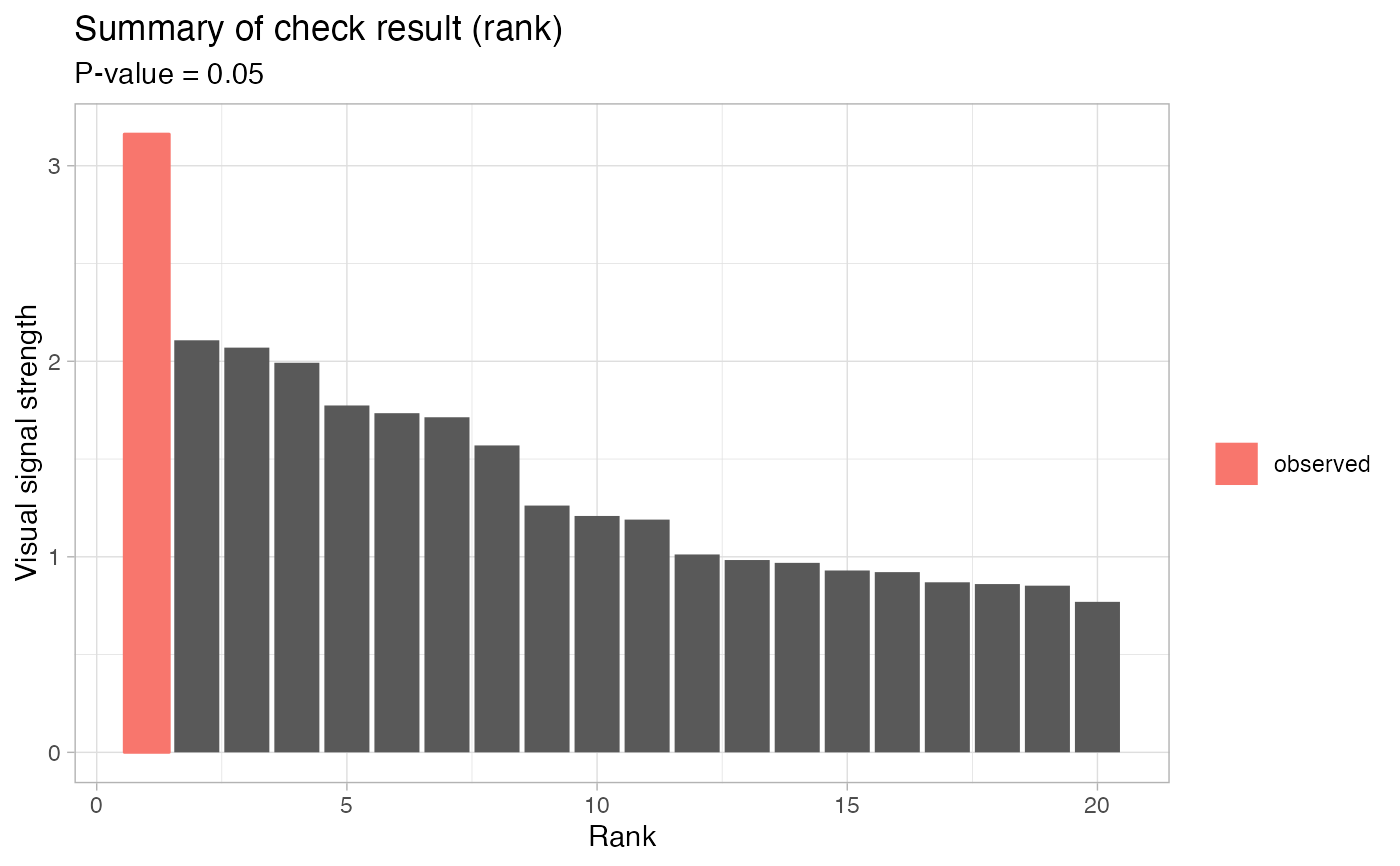 Summary of check result (rank)
P-value = 0.05
Visual signal strength
3
2
1
0
0 5 10 15 20
Rank
observed